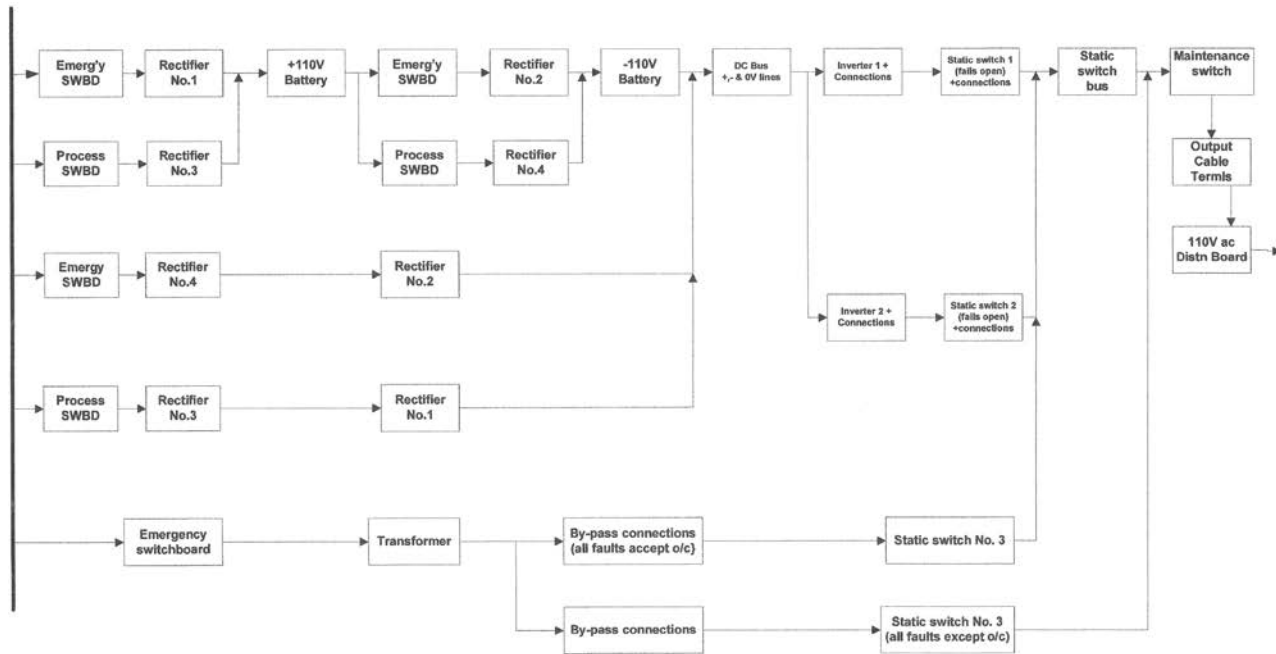 Emerg'y
SWBD
Rectifier
No.1
+110V
Battery
Emerg'y
SWBD
Rectifier
No.2
-110V
Battery
DC Bus
+,- & 0V lines
Inverter 1 +
Connections
Static switch 1
(fails open)
+connections
Static
switch
bus
Maintenance
switch
Process
SWBD
Rectifier
No.3
Process
SWBD
Rectifier
No.4
Output
Cable
Termls
110V ac
Distn Board
Emergy
SWBD
Rectifier
No.4
Rectifier
No.2
Inverter 2 +
Connections
Static switch 2
(fails open)
+connections
Process
SWBD
Rectifier
No.3
Rectifier
No.1
Emergency
switchboard
Transformer
By-pass connections
(all faults accept o/c}
Static switch No. 3
By-pass connections
Static switch No. 3
(all faults except o/c)